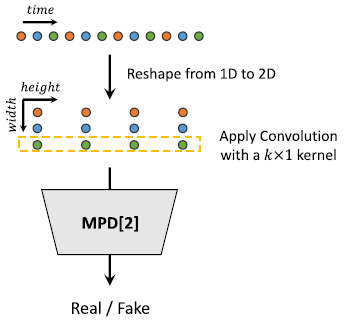 time
Reshape from 1D to 2D
height
width
Apply Convolution
with a k×1 kernel
MPD[2]
Real / Fake